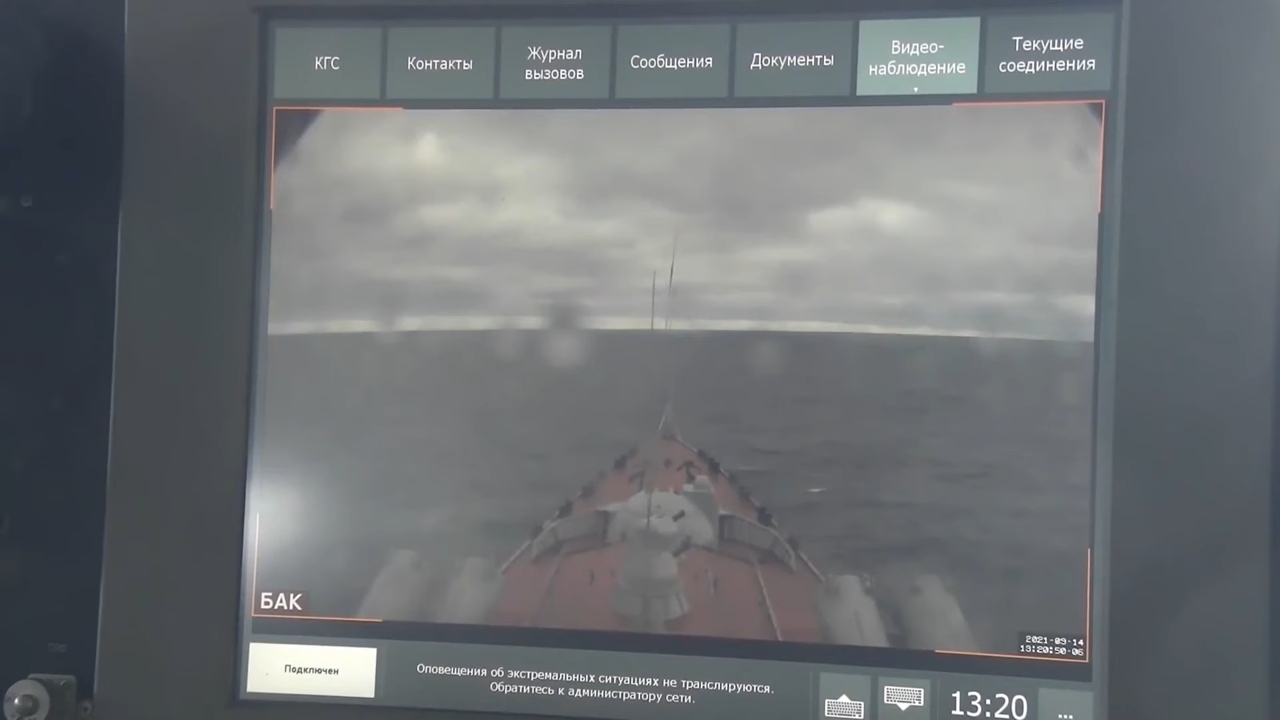 КГС
Контакты
Журнал
вызовов
Сообщения
Документы
Видео-
наблюдение
Текущие
соединения
БАК
2021-09-14
13:20:50-06
Подключен
Оповещения об экстремальных ситуациях не транслируются.
Обратитесь к администратору сети.
13:20
...